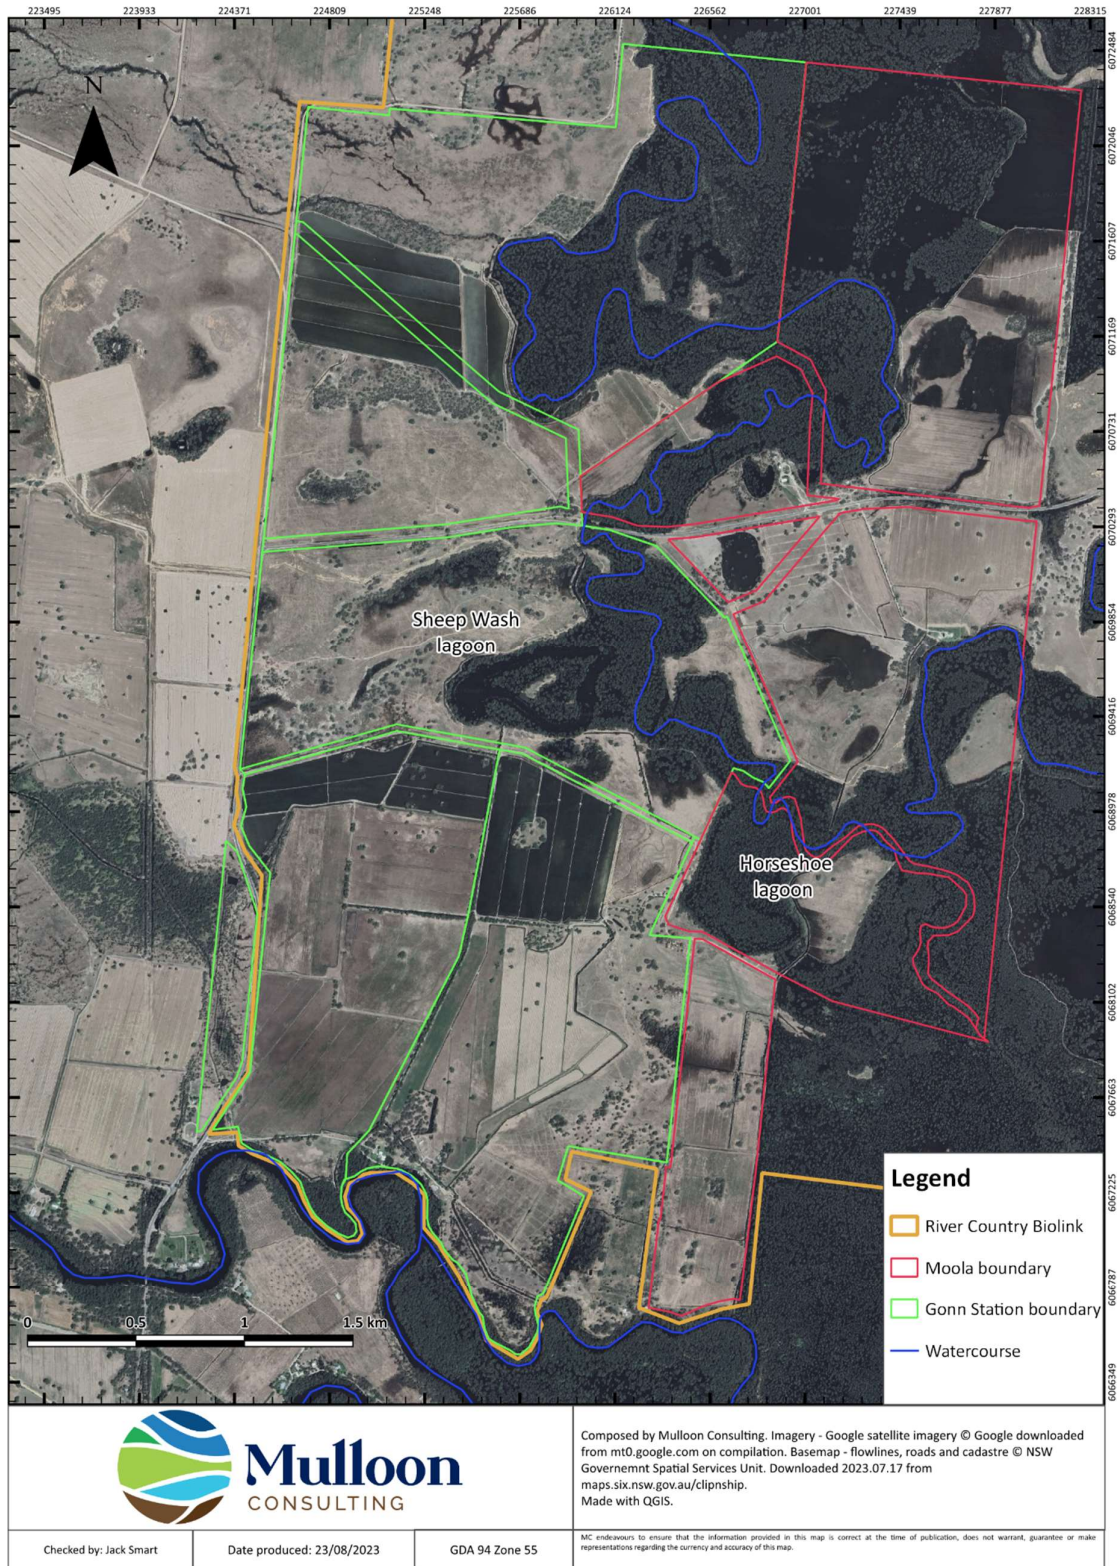 223495 223933 224371 224809 225248 225686 226124 226562 227001 227439 227877 228315
N
6072484
6072046
6071607
6071169
6070731
6070293
6069854
6069416
6068978
6068540
6068102
6067663
6067225
6066787
6066349
Sheep Wash
lagoon
Horseshoe
lagoon
Legend
River Country Biolink
Moola boundary
Gonn Station boundary
Watercourse
0 0.5 1 1.5 km
Mulloon
CONSULTING
Composed by Mulloon Consulting. Imagery - Google satellite imagery © Google downloaded
from mt0.google.com on compilation. Basemap - flowlines, roads and cadastre © NSW
Governemnt Spatial Services Unit. Downloaded 2023.07.17 from
maps.six.nsw.gov.au/clipnship.
Made with QGIS.
Checked by: Jack Smart
Date produced: 23/08/2023
GDA 94 Zone 55
MC endeavours to ensure that the information provided in this map is correct at the time of publication, does not warrant, guarantee or make
representations regarding the currency and accuracy of this map.